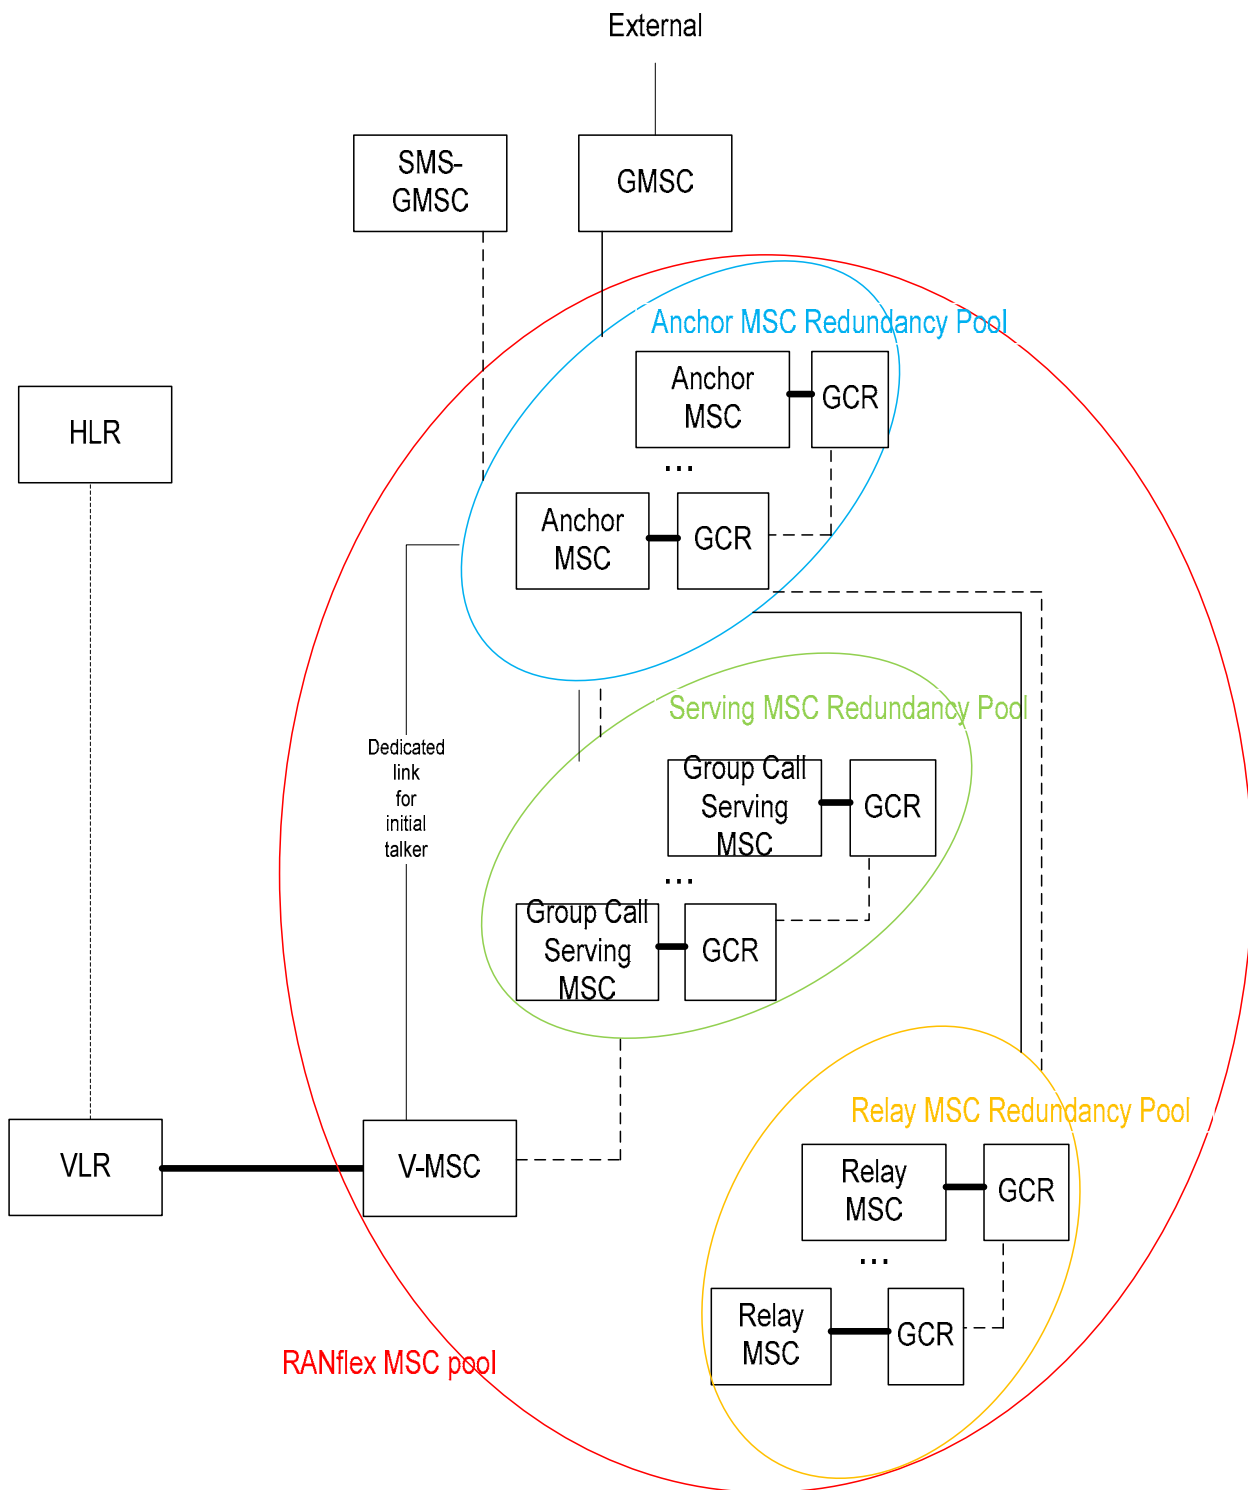 External
SMS-
GMSC
GMSC
Anchor MSC Redundancy Pool
Anchor
MSC
GCR
...
HLR
Anchor
MSC
GCR
Serving MSC Redundancy Pool
Dedicated
link
for
initial
talker
Group Call
Serving
MSC
GCR
...
Group Call
Serving
MSC
GCR
Relay MSC Redundancy Pool
VLR
V-MSC
Relay
MSC
GCR
...
Relay
MSC
GCR
RANflex MSC pool